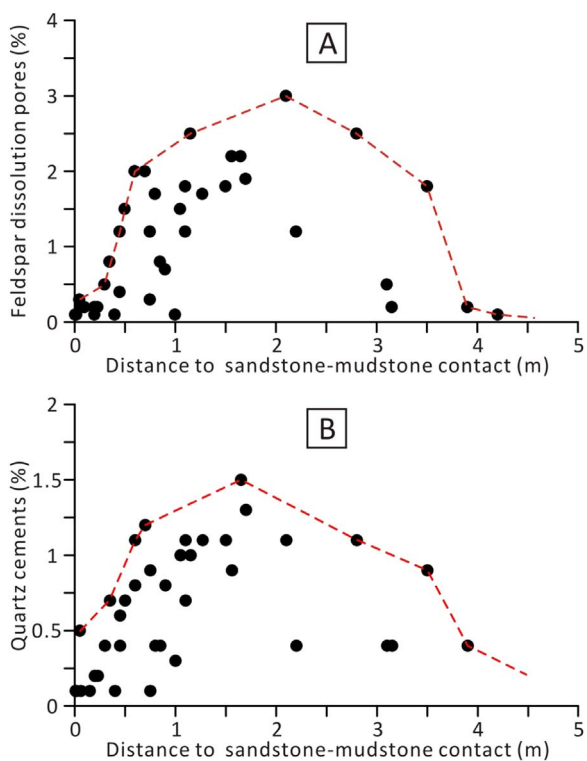 4
A
3
2
1
0
Feldspar dissolution pores (%)
0 1 2 3 4 5
Distance to sandstone-mudstone contact (m)
2
B
1.5
1
0.5
0
Quartz cements (%)
0 1 2 3 4 5
Distance to sandstone-mudstone contact (m)